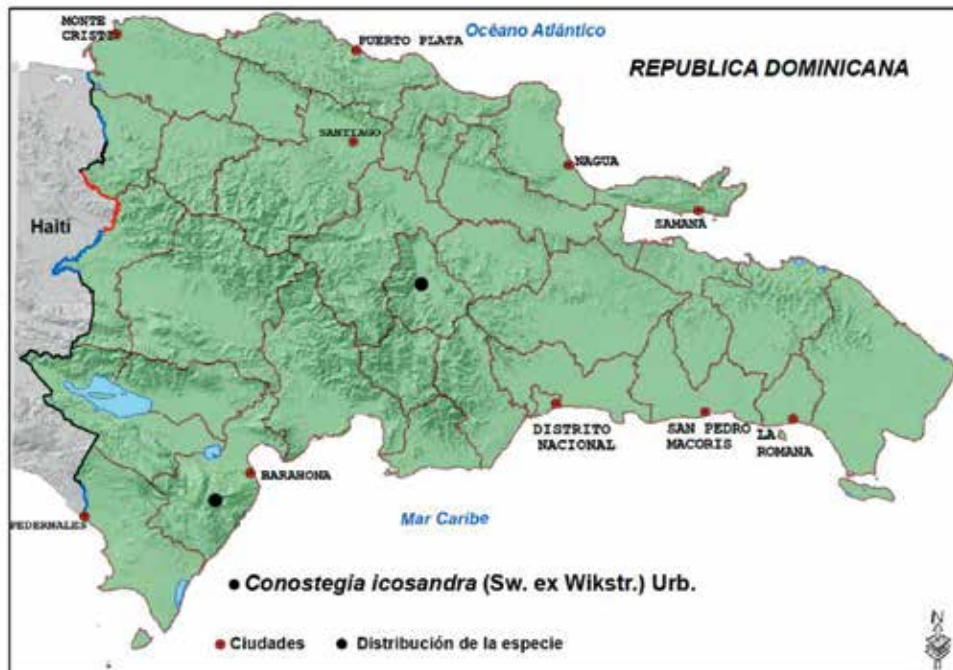 MONTE
CRISTI
PUERTO PLATA
Océano Atlántico
REPUBLICA DOMINICANA
SANTIAGO
NAGUA
SAMANA
Haití
DISTRITO
NACIONAL
SAN PEDRO
MACORIS
LA
ROMANA
BARAHONA
PEDERNALES
Mar Caribe
Conostegia icosandra (Sw. ex Wikstr.) Urb.
Ciudades
Distribución de la especie
N